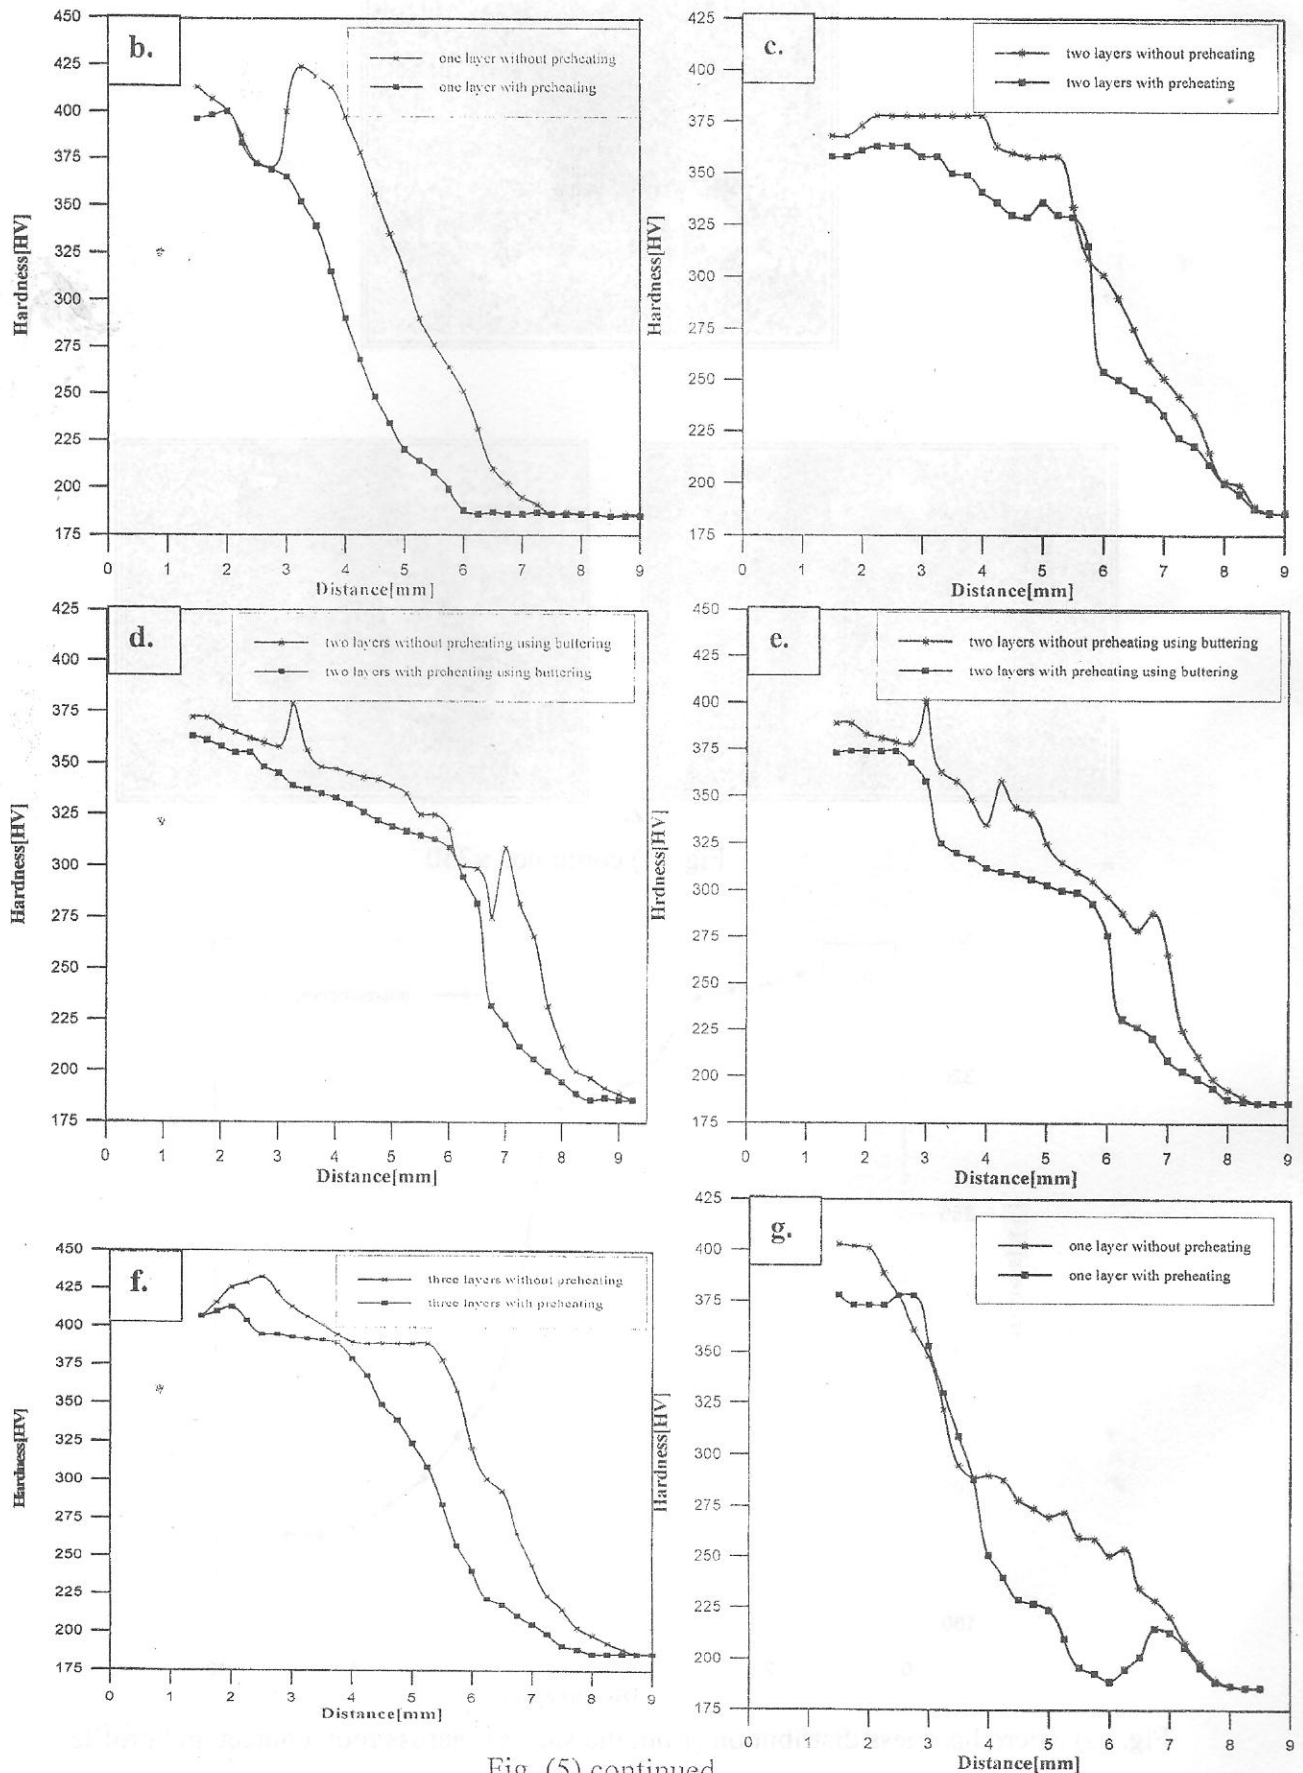 b.
one layer without preheating
one layer with preheating
450
425
400
375
350
325
300
275
250
225
200
175
Hardness[HV]
0 1 2 3 4 5 6 7 8 9
Distance[mm]
c.
two layers without preheating
two layers with preheating
425
400
375
350
325
300
275
250
225
200
175
Hardness[HV]
0 1 2 3 4 5 6 7 8 9
Distance[mm]
d.
two layers without preheating using buttering
two layers with preheating using buttering
425
400
375
350
325
300
275
250
225
200
175
Hardness[HV]
0 1 2 3 4 5 6 7 8 9
Distance[mm]
e.
two layers without preheating using buttering
two layers with preheating using buttering
450
425
400
375
350
325
300
275
250
225
200
175
Hrdness[HV]
0 1 2 3 4 5 6 7 8 9
Distance[mm]
f.
three layers without preheating
three layers with preheating
450
425
400
375
350
325
300
275
250
225
200
175
Hardness[HV]
0 1 2 3 4 5 6 7 8 9
Distance[mm]
g.
one layer without preheating
one layer with preheating
425
400
375
350
325
300
275
250
225
200
175
Hardness[HV]
0 1 2 3 4 5 6 7 8 9
Distance[mm]
Fig. (5) continued